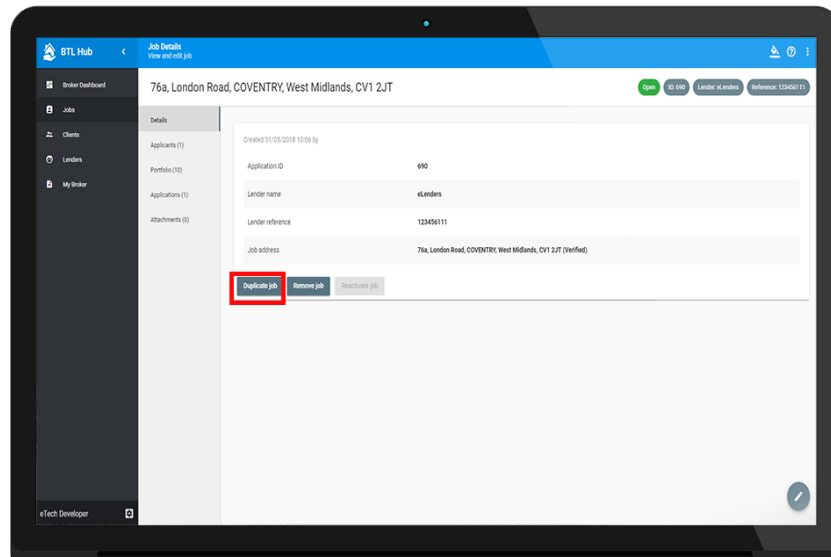 BTL Hub
Job Details
View and edit job
Broker Dashboard
Jobs
Clients
Lenders
My Broker
eTech Developer
76a, London Road, COVENTRY, West Midlands, CV1 2JT
Open
ID: 690
Lender: eLenders
Reference: 123456111
Details
Applicants (1)
Portfolio (10)
Applications (1)
Attachments (0)
Created 31/05/2018 10:06 by
Application ID 690
Lender name eLenders
Lender reference 123456111
Job address 76a, London Road, COVENTRY, West Midlands, CV1 2JT (Verified)
Duplicate job Remove job Reactivate job